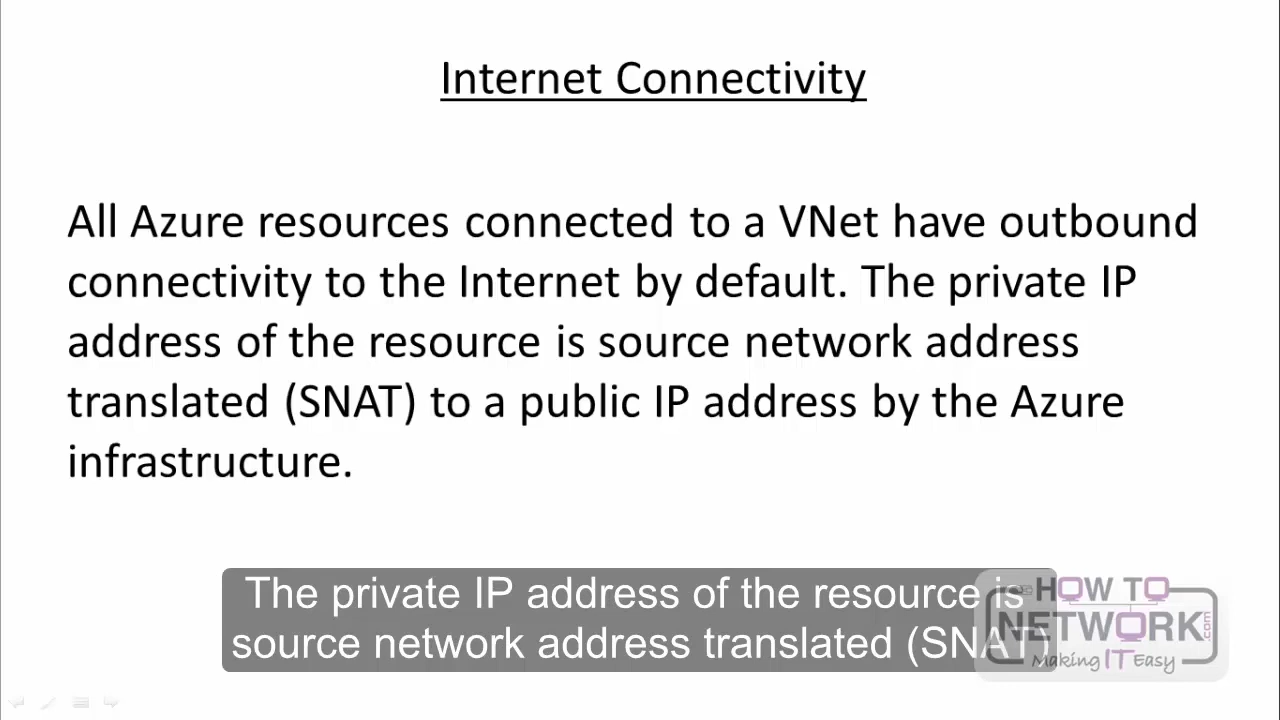 Internet Connectivity
All Azure resources connected to a VNet have outbound
connectivity to the Internet by default. The private IP
address of the resource is source network address
translated (SNAT) to a public IP address by the Azure
infrastructure.
The private IP address of the resource is
source network address translated (SNAT)
HOW TO
NETWORK.com
Making IT Easy